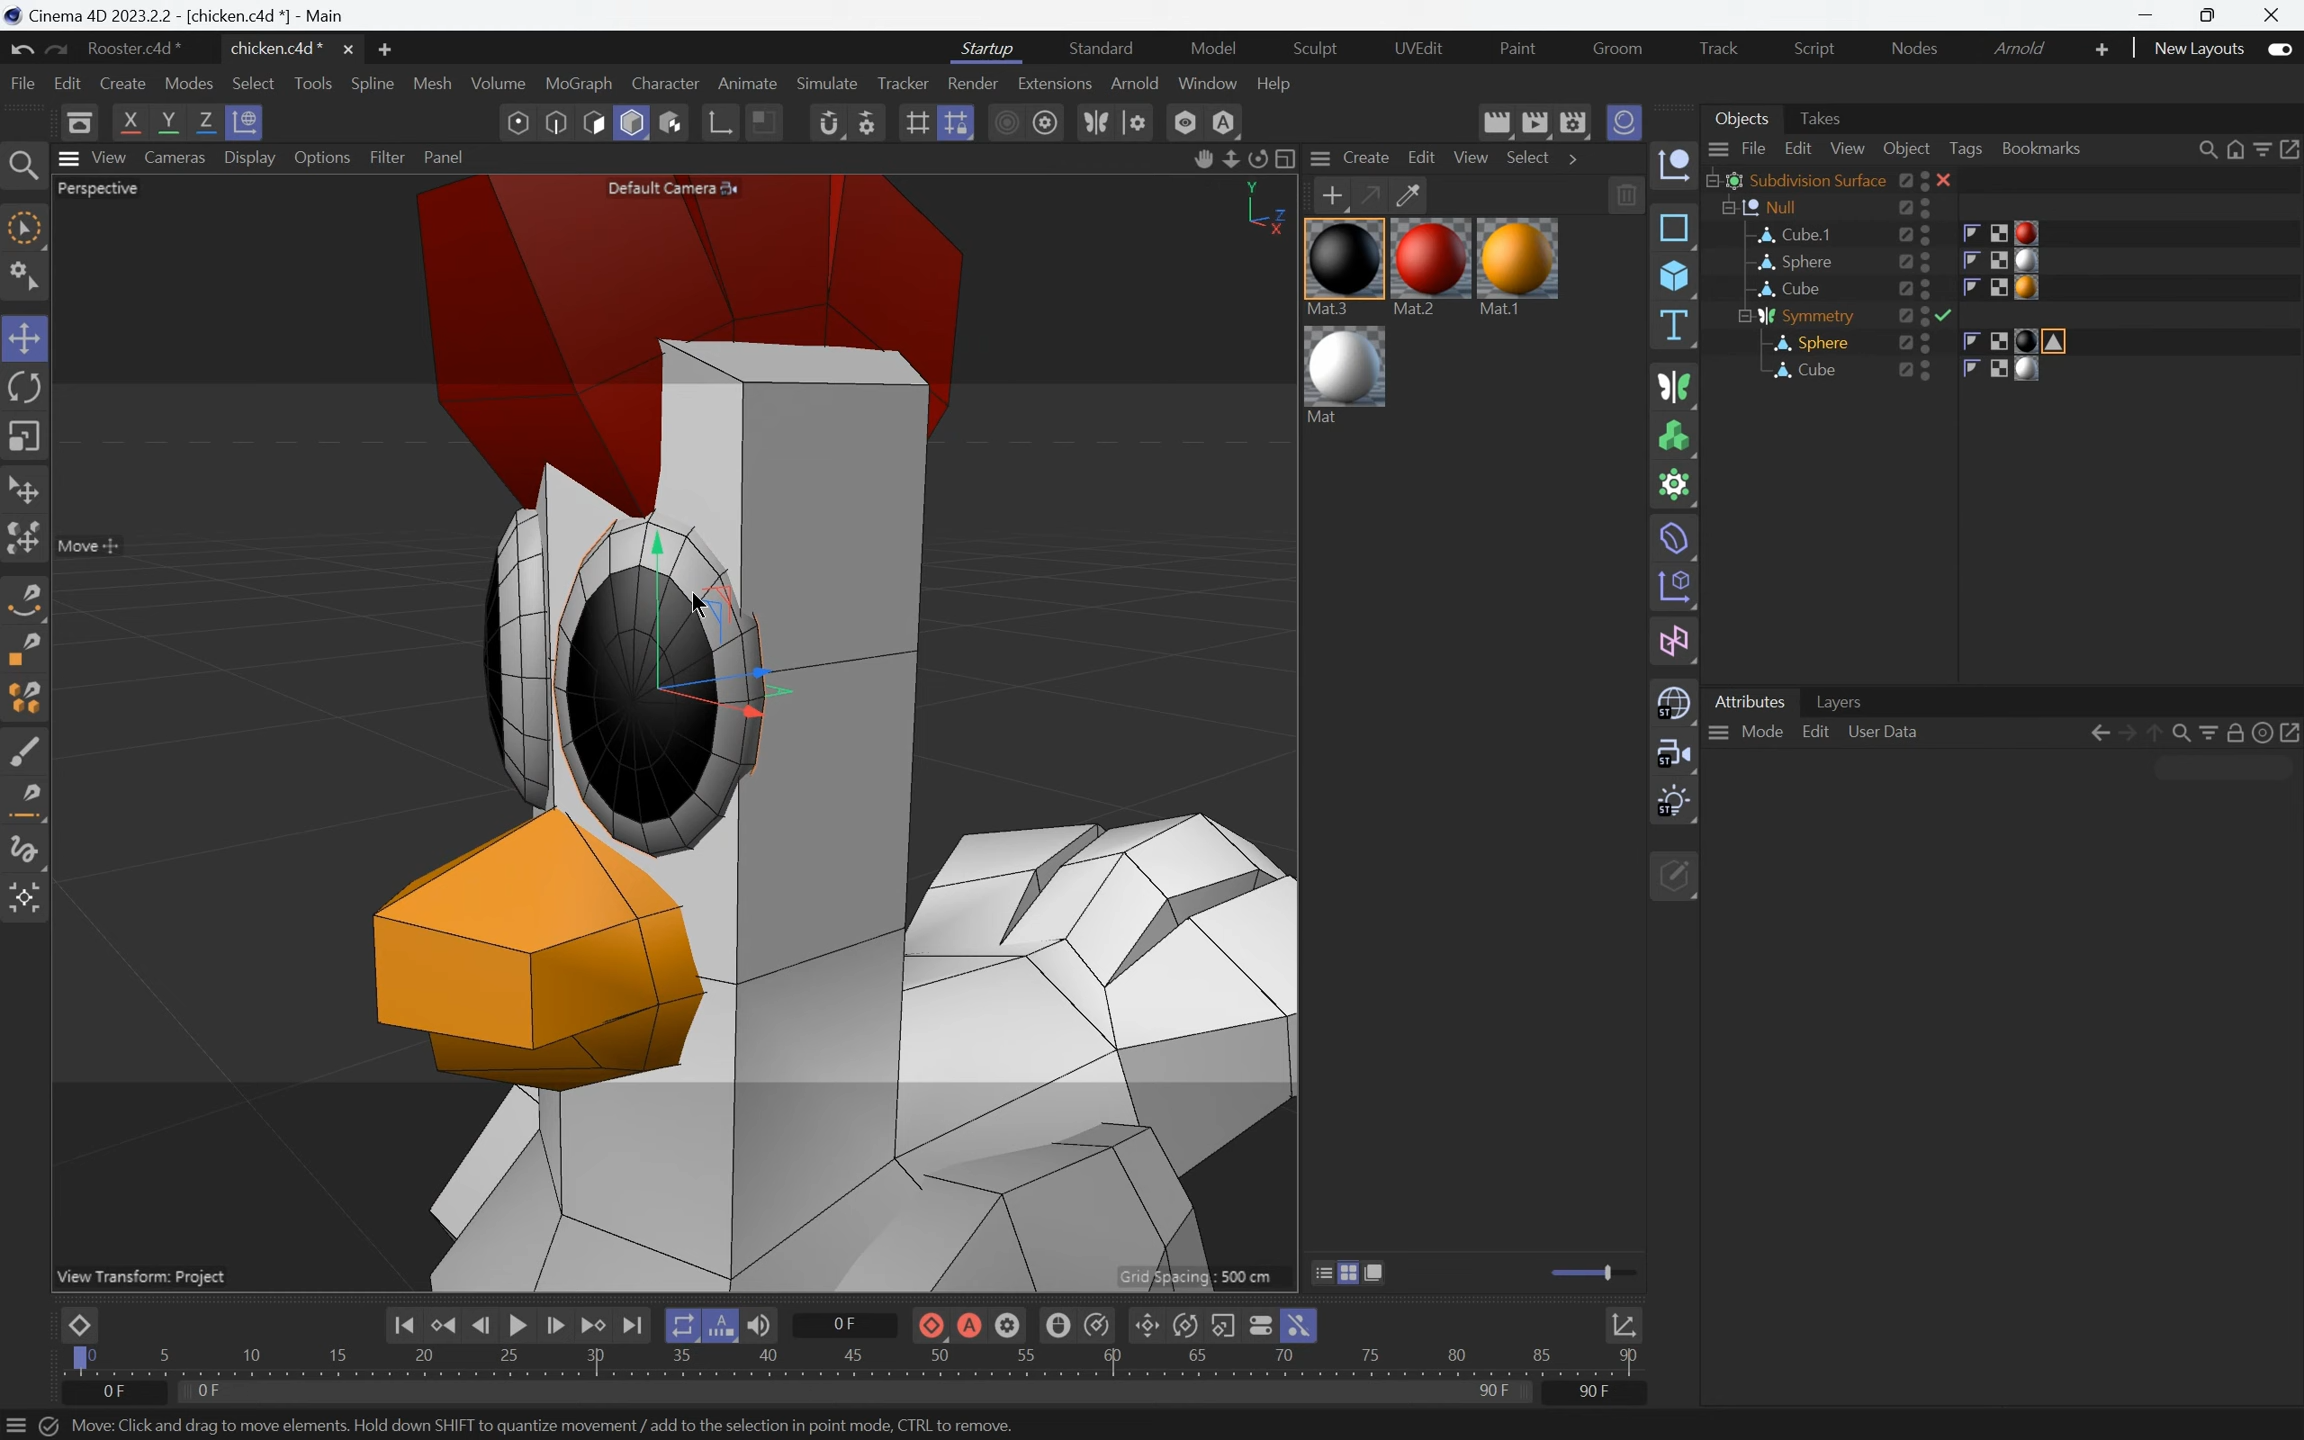 Cinema 4D 2023.2.2 - [chicken.c4d *] - Main
Rooster.c4d * chicken.c4d * Startup Standard Model Sculpt UVEdit Paint Groom Track Script Nodes Arnold New Layouts
File Edit Create Modes Select Tools Spline Mesh Volume MoGraph Character Animate Simulate Tracker Render Extensions Arnold Window Help
X Y Z
Objects Takes
View Cameras Display Options Filter Panel
Create Edit View Select
File Edit View Object Tags Bookmarks
Perspective
Default Camera
Y
Z
X
Subdivision Surface
Null
Cube.1
Sphere
Cube
Symmetry
Sphere
Cube
Mat.3 Mat.2 Mat.1
Mat
Move
Attributes Layers
Mode Edit User Data
ST
ST
ST
View Transform: Project
Grid Spacing : 500 cm
0 F
0 5 10 15 20 25 30 35 40 45 50 55 60 65 70 75 80 85 90
0 F 0 F 90 F 90 F
Move: Click and drag to move elements. Hold down SHIFT to quantize movement / add to the selection in point mode, CTRL to remove.